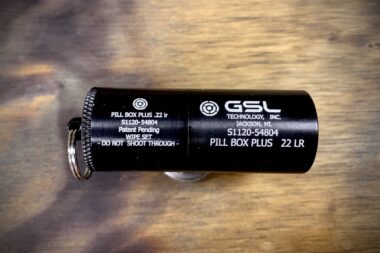 PILL BOX PLUS .22 lr
S1120-54804
Patent Pending
WIPE SET
- DO NOT SHOOT THROUGH -
GSL
TECHNOLOGY, INC.
JACKSON, MI.
S1120-54804
PILL BOX PLUS 22 LR